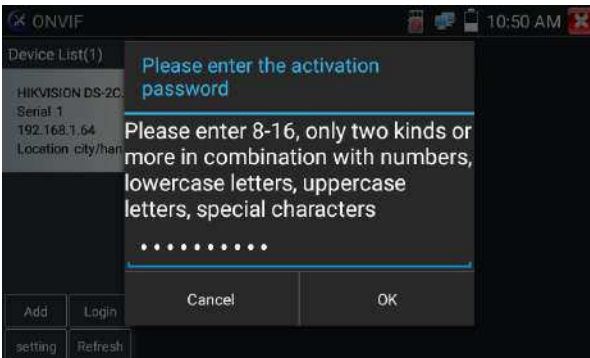 ONVIF
10:50 AM
Device List(1)
HIKVISION DS-2C.
Serial 1
192.168.1.64
Location city/han
Please enter the activation
password
Please enter 8-16, only two kinds or
more in combination with numbers,
lowercase letters, uppercase
letters, special characters
••••••••••
Cancel
OK
Add
Login
setting
Refresh